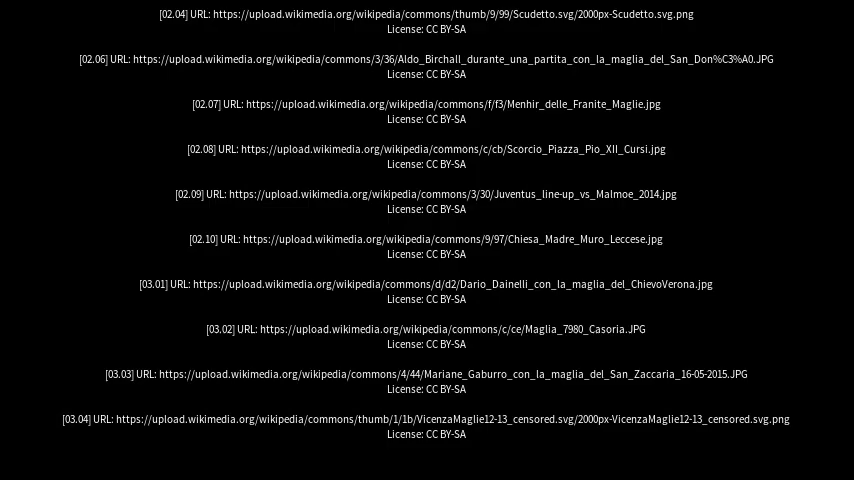 [02.04] URL: https://upload.wikimedia.org/wikipedia/commons/thumb/9/99/Scudetto.svg/2000px-Scudetto.svg.png
License: CC BY-SA
[02.06] URL: https://upload.wikimedia.org/wikipedia/commons/3/36/Aldo_Birchall_durante_una_partita_con_la_maglia_del_San_Don%C3%A0.JPG
License: CC BY-SA
[02.07] URL: https://upload.wikimedia.org/wikipedia/commons/f/f3/Menhir_delle_Franite_Maglie.jpg
License: CC BY-SA
[02.08] URL: https://upload.wikimedia.org/wikipedia/commons/c/cb/Scorcio_Piazza_Pio_XII_Cursi.jpg
License: CC BY-SA
[02.09] URL: https://upload.wikimedia.org/wikipedia/commons/3/30/Juventus_line-up_vs_Malmoe_2014.jpg
License: CC BY-SA
[02.10] URL: https://upload.wikimedia.org/wikipedia/commons/9/97/Chiesa_Madre_Muro_Leccese.jpg
License: CC BY-SA
[03.01] URL: https://upload.wikimedia.org/wikipedia/commons/d/d2/Dario_Dainelli_con_la_maglia_del_ChievoVerona.jpg
License: CC BY-SA
[03.02] URL: https://upload.wikimedia.org/wikipedia/commons/c/ce/Maglia_7980_Casoria.JPG
License: CC BY-SA
[03.03] URL: https://upload.wikimedia.org/wikipedia/commons/4/44/Mariane_Gaburro_con_la_maglia_del_San_Zaccaria_16-05-2015.JPG
License: CC BY-SA
[03.04] URL: https://upload.wikimedia.org/wikipedia/commons/thumb/1/1b/VicenzaMaglie12-13_censored.svg/2000px-VicenzaMaglie12-13_censored.svg.png
License: CC BY-SA